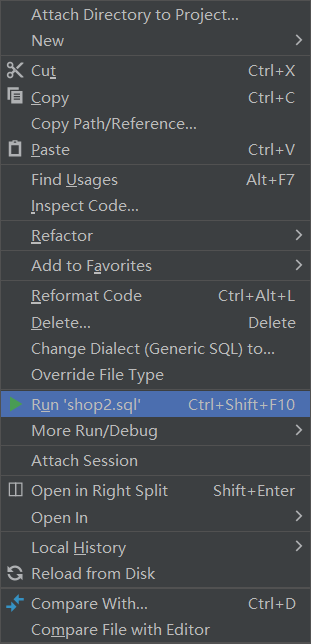 Attach Directory to Project...
New
Cut Ctrl+X
Copy Ctrl+C
Copy Path/Reference...
Paste Ctrl+V
Find Usages Alt+F7
Inspect Code...
Refactor
Add to Favorites
Reformat Code Ctrl+Alt+L
Delete... Delete
Change Dialect (Generic SQL) to...
Override File Type
Run 'shop2.sql' Ctrl+Shift+F10
More Run/Debug
Attach Session
Open in Right Split Shift+Enter
Open In
Local History
Reload from Disk
Compare With... Ctrl+D
Compare File with Editor